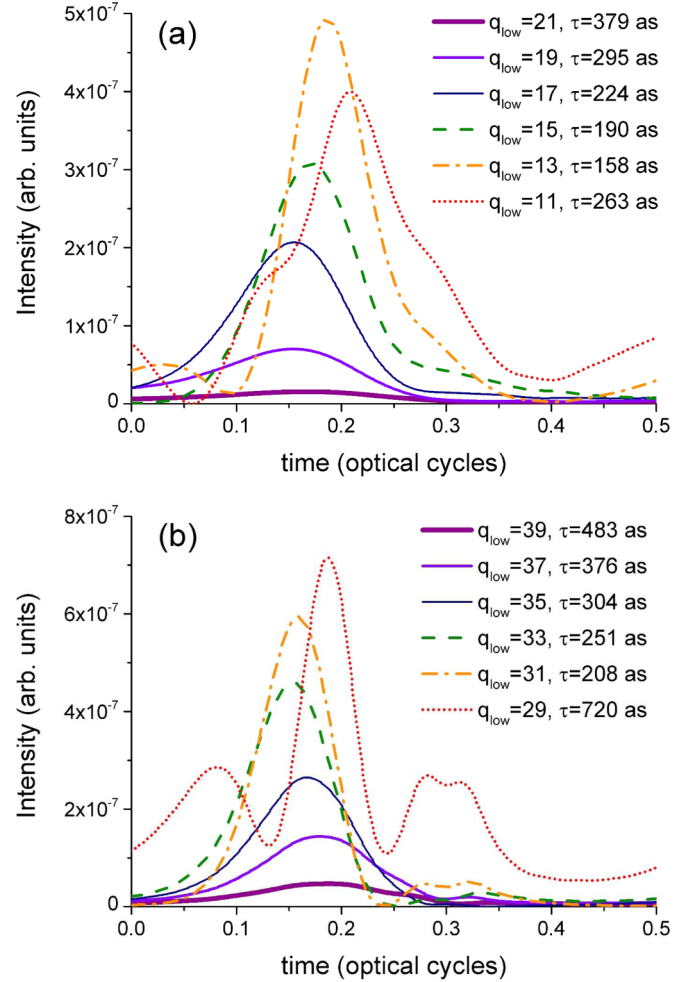 (a)
q_low=21, τ=379 as
q_low=19, τ=295 as
q_low=17, τ=224 as
q_low=15, τ=190 as
q_low=13, τ=158 as
q_low=11, τ=263 as
Intensity (arb. units)
5x10⁻⁷
4x10⁻⁷
3x10⁻⁷
2x10⁻⁷
1x10⁻⁷
0
0.0 0.1 0.2 0.3 0.4 0.5
time (optical cycles)
(b)
q_low=39, τ=483 as
q_low=37, τ=376 as
q_low=35, τ=304 as
q_low=33, τ=251 as
q_low=31, τ=208 as
q_low=29, τ=720 as
Intensity (arb. units)
8x10⁻⁷
6x10⁻⁷
4x10⁻⁷
2x10⁻⁷
0
0.0 0.1 0.2 0.3 0.4 0.5
time (optical cycles)